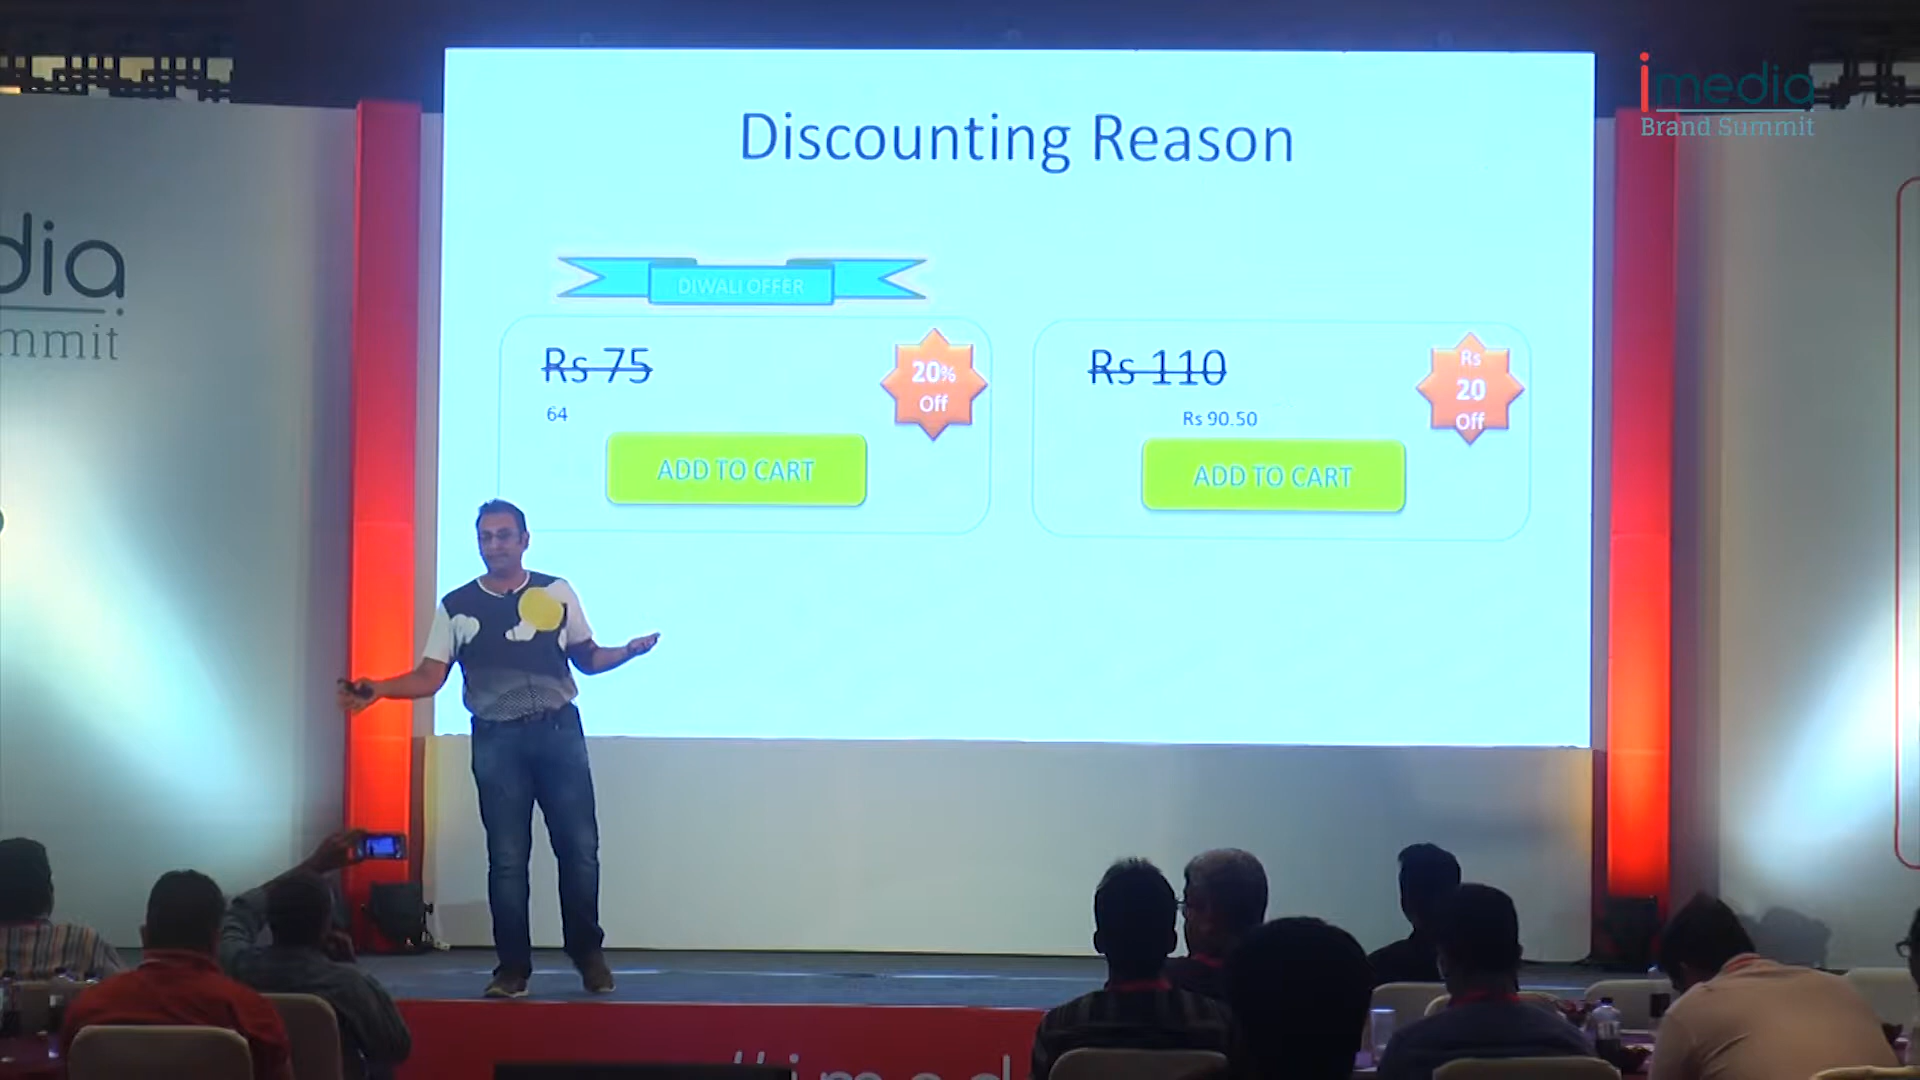 imedia
Brand Summit
Discounting Reason
DIWALI OFFER
Rs 75
20%
Off
64
ADD TO CART
Rs 110
Rs
20
Off
Rs 90.50
ADD TO CART
dia
mmit
#imed